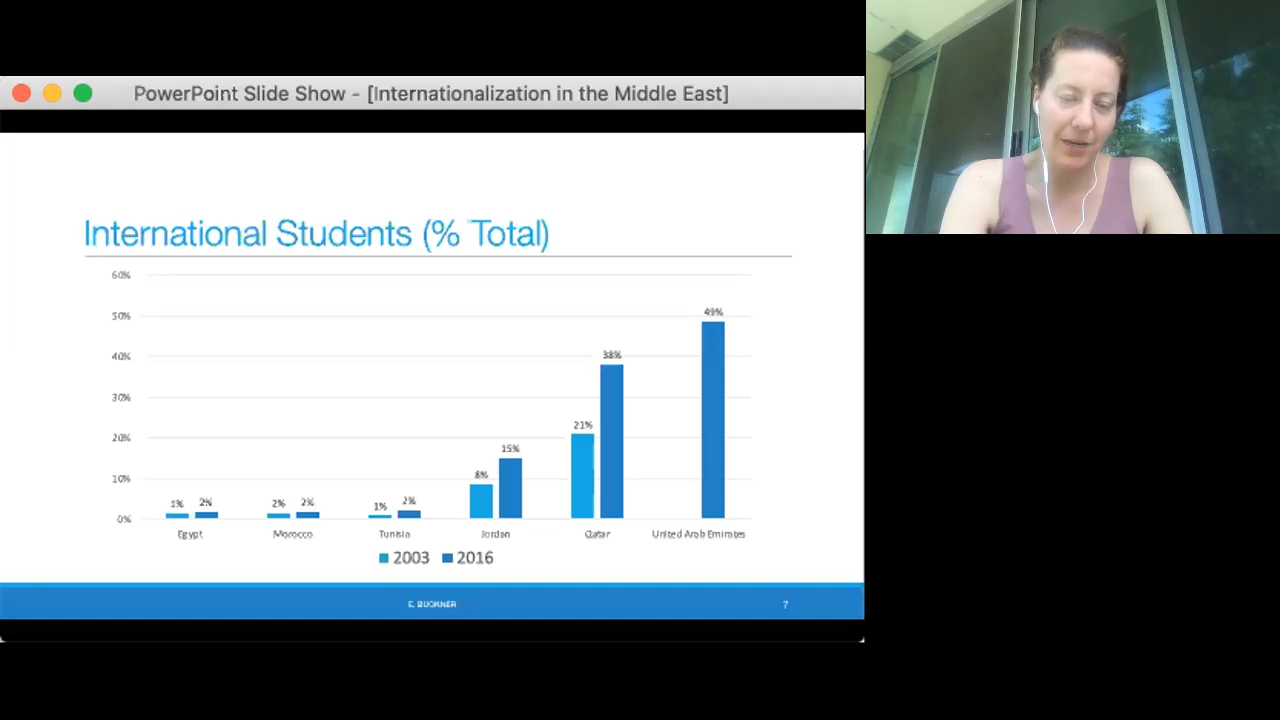 PowerPoint Slide Show - [Internationalization in the Middle East]
International Students (% Total)
60%
50%
40%
30%
20%
10%
0%
1% 2% 2% 2% 1% 2% 8% 15% 21% 38% 49%
Egypt Morocco Tunisia Jordan Qatar United Arab Emirates
2003 2016
E. BUCKNER 7